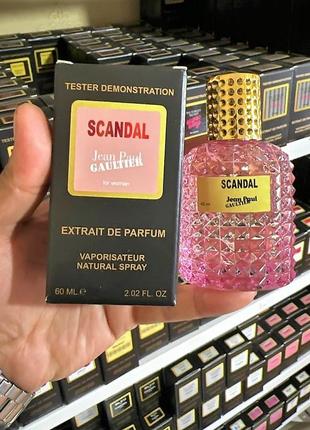 TESTER DEMONSTRATION
SCANDAL
Jean Paul
GAULTIER
for woman
EXTRAIT DE PARFUM
VAPORISATEUR
NATURAL SPRAY
60 ML e 2.02 FL. OZ
SCANDAL
Jean Paul
GAULTIER